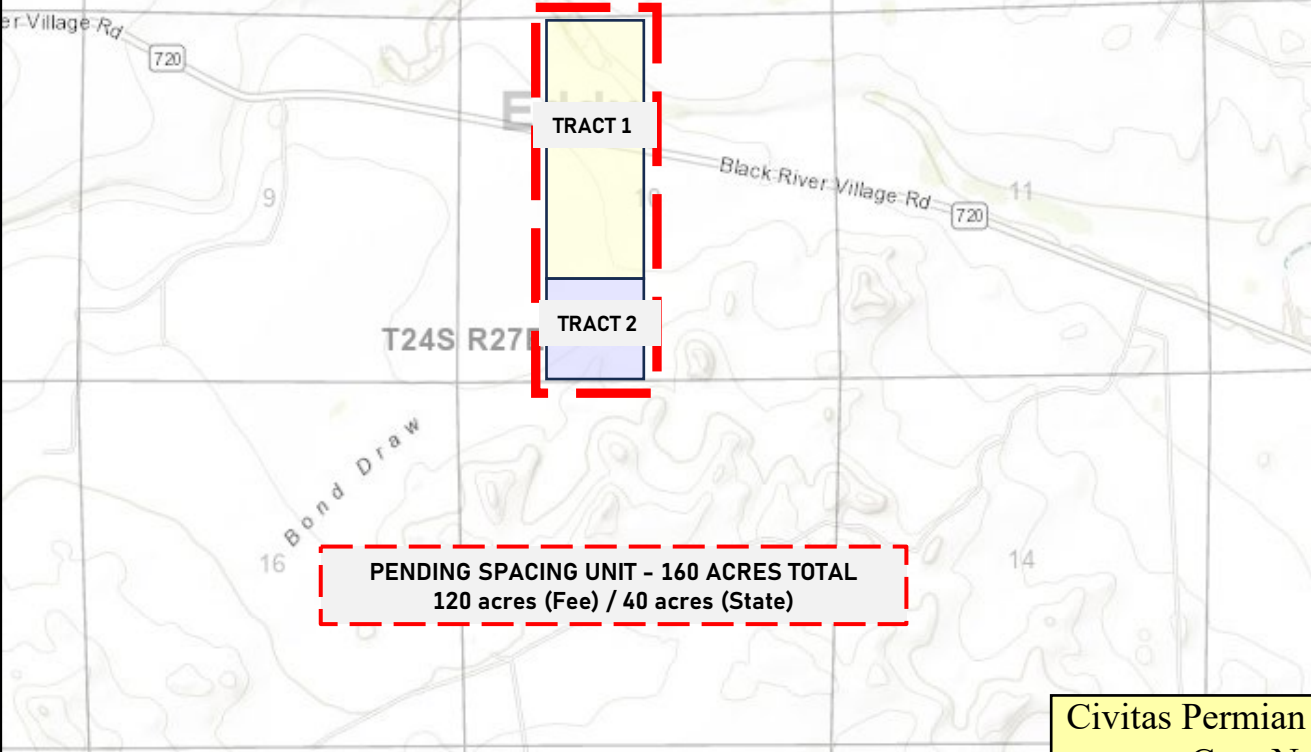 er Village Rd
720
TRACT 1
9
Black River Village Rd
720
11
T24S R27E
TRACT 2
Bond Draw
16
14
PENDING SPACING UNIT - 160 ACRES TOTAL
120 acres (Fee) / 40 acres (State)
Civitas Permian